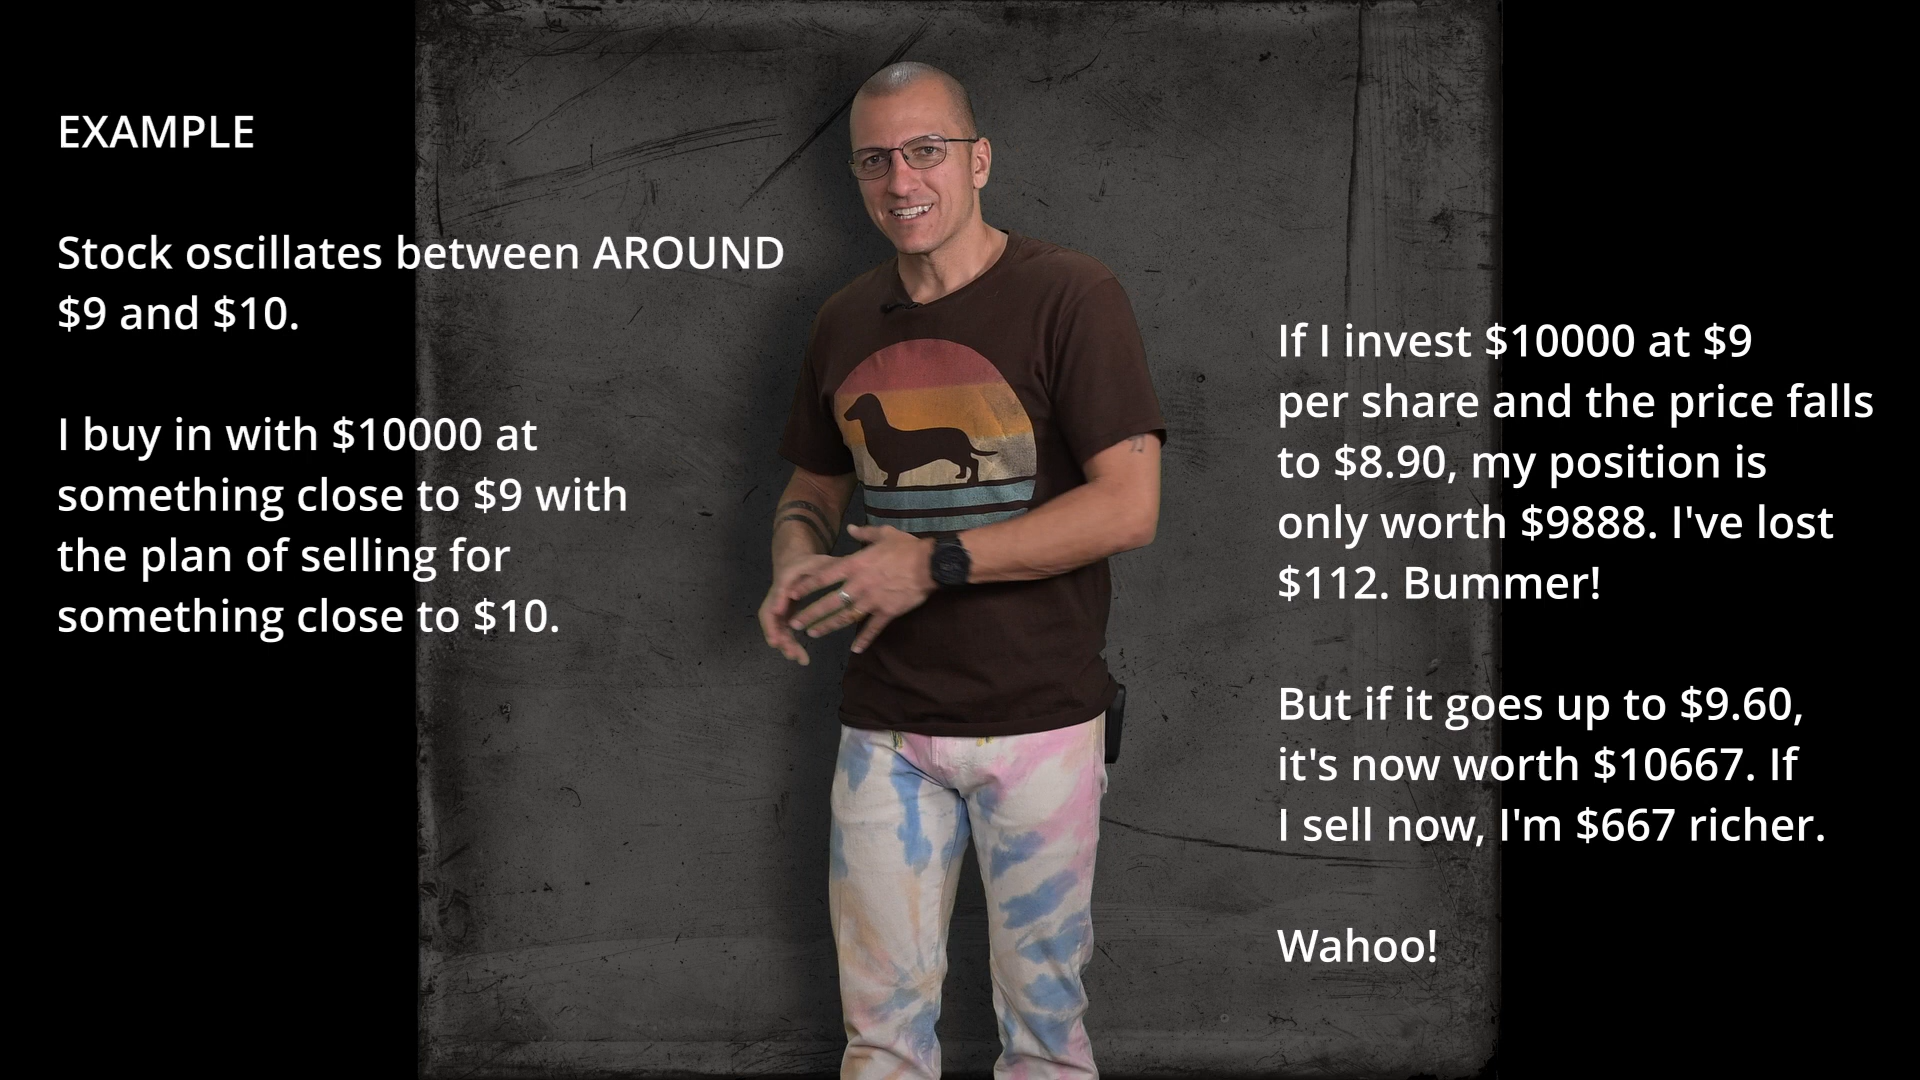 EXAMPLE
Stock oscillates between AROUND
$9 and $10.
I buy in with $10000 at
something close to $9 with
the plan of selling for
something close to $10.
If I invest $10000 at $9
per share and the price falls
to $8.90, my position is
only worth $9888. I've lost
$112. Bummer!
But if it goes up to $9.60,
it's now worth $10667. If
I sell now, I'm $667 richer.
Wahoo!